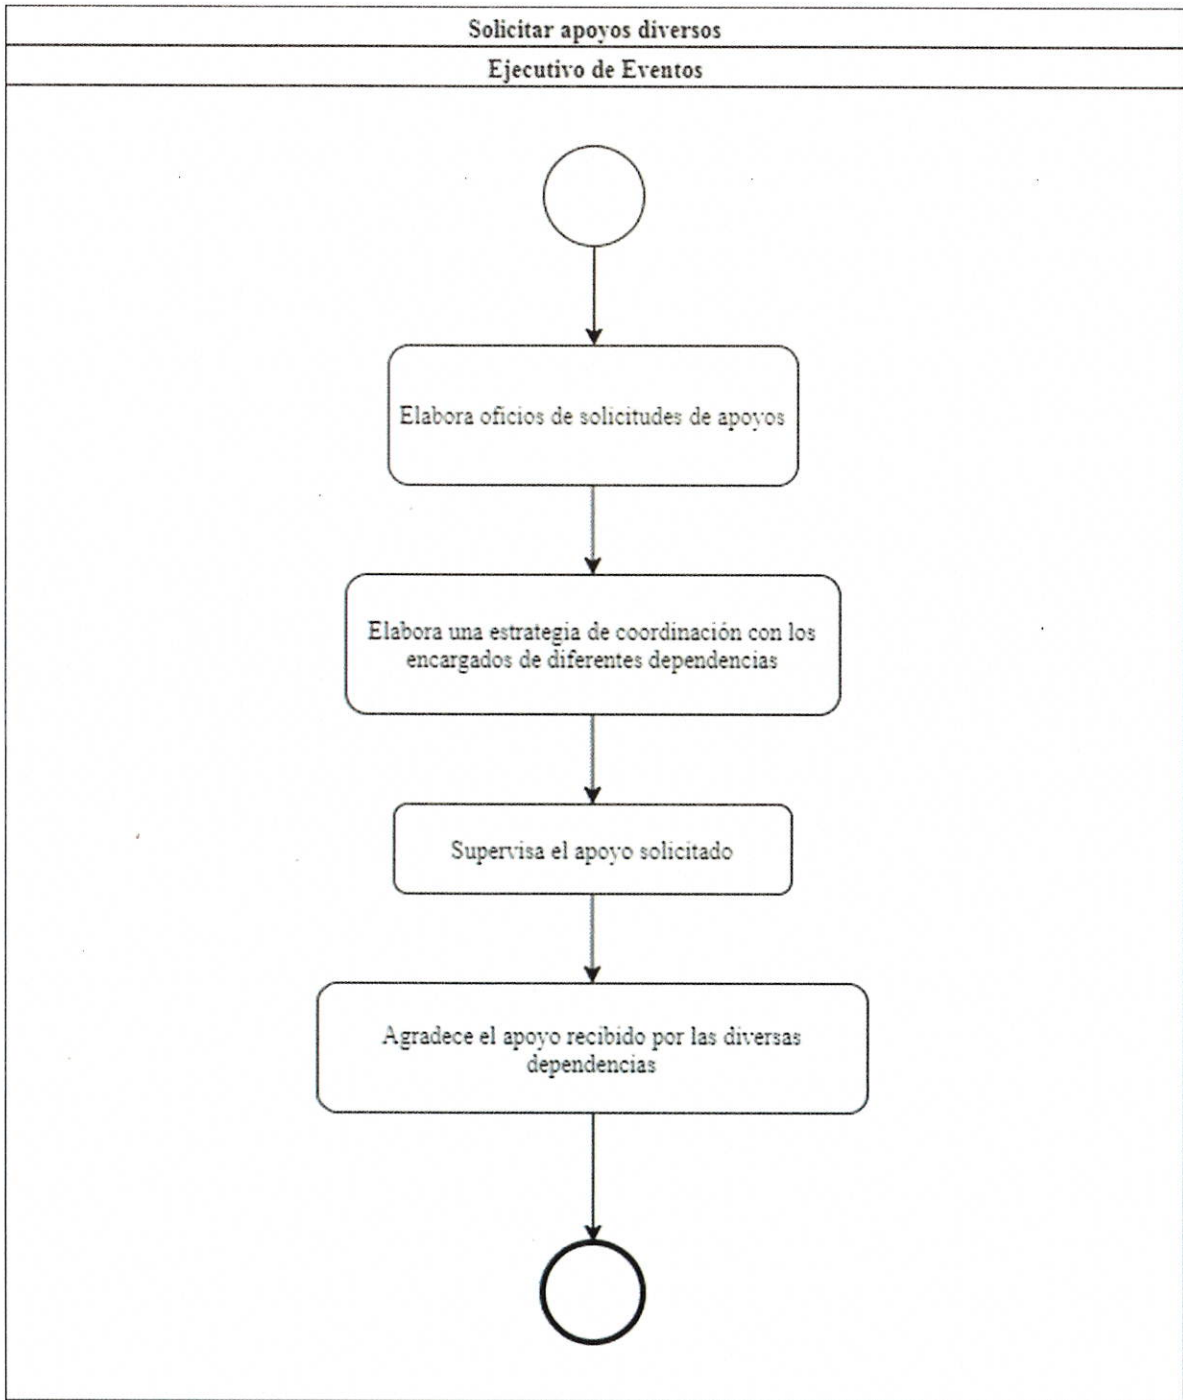 Solicitar apoyos diversos
Ejecutivo de Eventos
Elabora oficios de solicitudes de apoyos
Elabora una estrategia de coordinación con los
encargados de diferentes dependencias
Supervisa el apoyo solicitado
Agradece el apoyo recibido por las diversas
dependencias